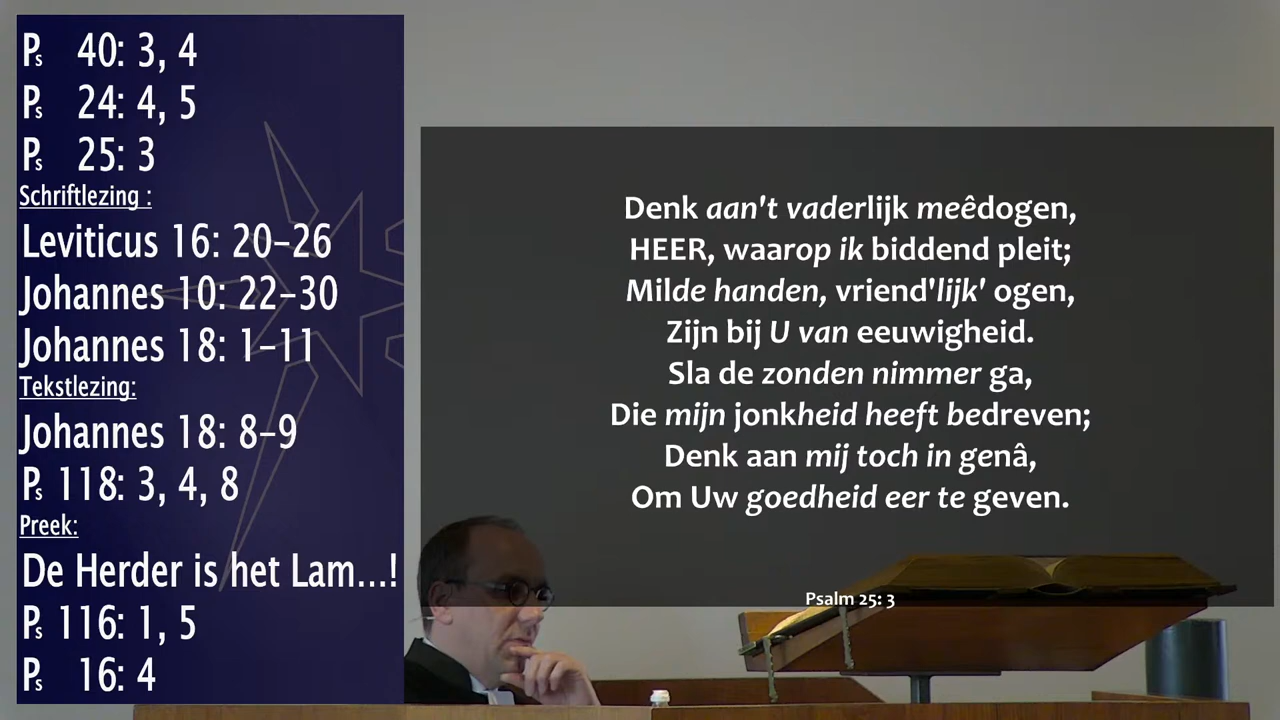 Ps 40: 3, 4
Ps 24: 4, 5
Ps 25: 3
Schriftlezing :
Leviticus 16: 20–26
Johannes 10: 22–30
Johannes 18: 1–11
Tekstlezing:
Johannes 18: 8–9
Ps 118: 3, 4, 8
Preek:
De Herder is het Lam...!
Ps 116: 1, 5
Ps 16: 4
Denk aan't vaderlijk meêdogen,
HEER, waarop ik biddend pleit;
Milde handen, vriend'lijk' ogen,
Zijn bij U van eeuwigheid.
Sla de zonden nimmer ga,
Die mijn jonkheid heeft bedreven;
Denk aan mij toch in genâ,
Om Uw goedheid eer te geven.
Psalm 25: 3